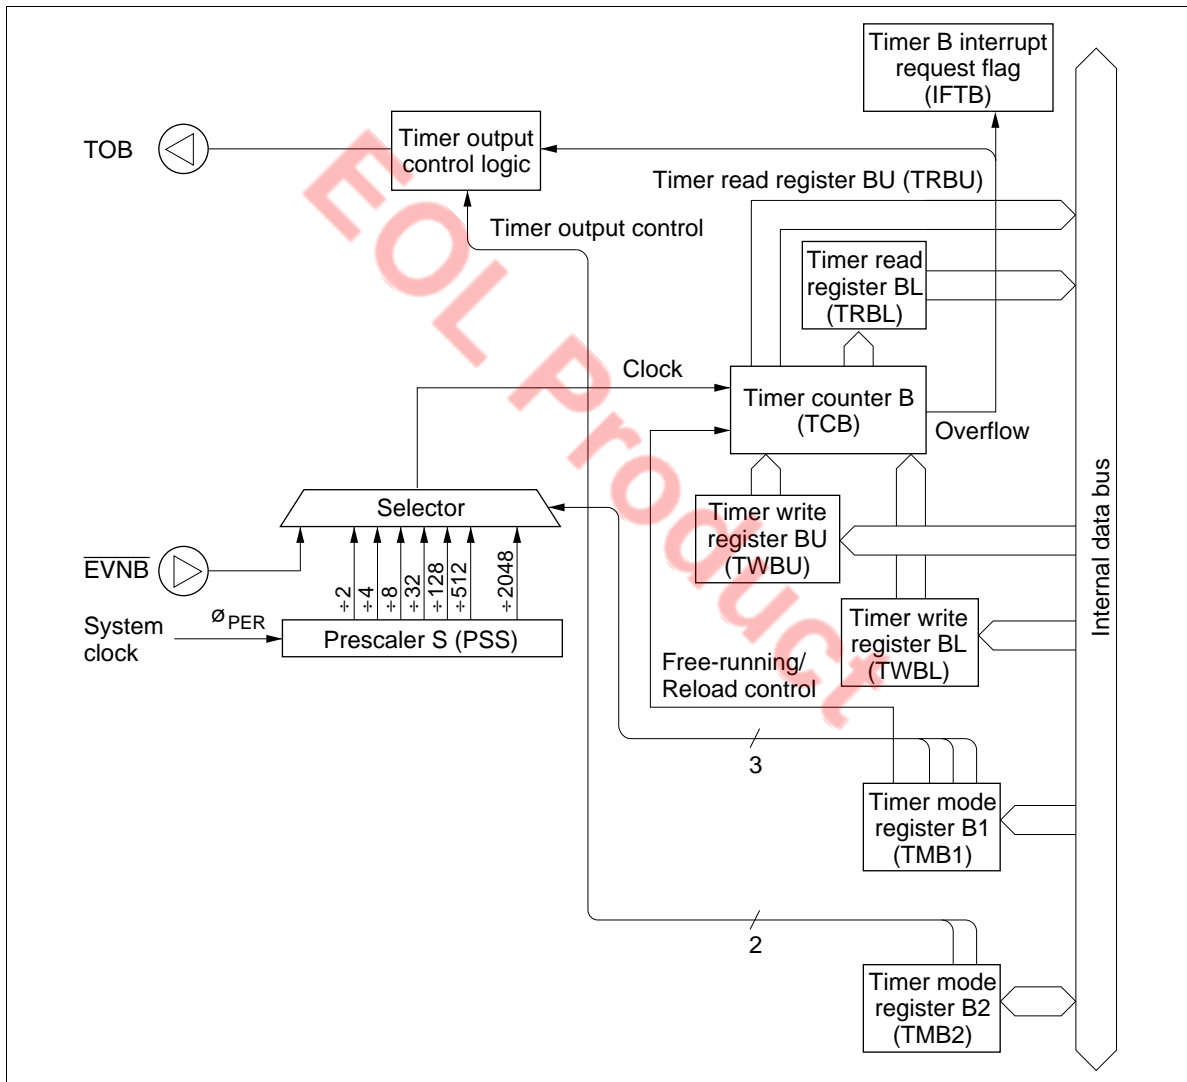 Timer B interrupt
request flag
(IFTB)
TOB
Timer output
control logic
Timer read register BU (TRBU)
Timer output control
Timer read
register BL
(TRBL)
Clock
Timer counter B
(TCB)
Overflow
Selector
Timer write
register BU
(TWBU)
EVNB
÷2
÷4
÷8
÷32
÷128
÷512
÷2048
System
clock
øPER
Prescaler S (PSS)
Timer write
register BL
(TWBL)
Free-running/
Reload control
3
Timer mode
register B1
(TMB1)
2
Timer mode
register B2
(TMB2)
Internal data bus
EOL Product